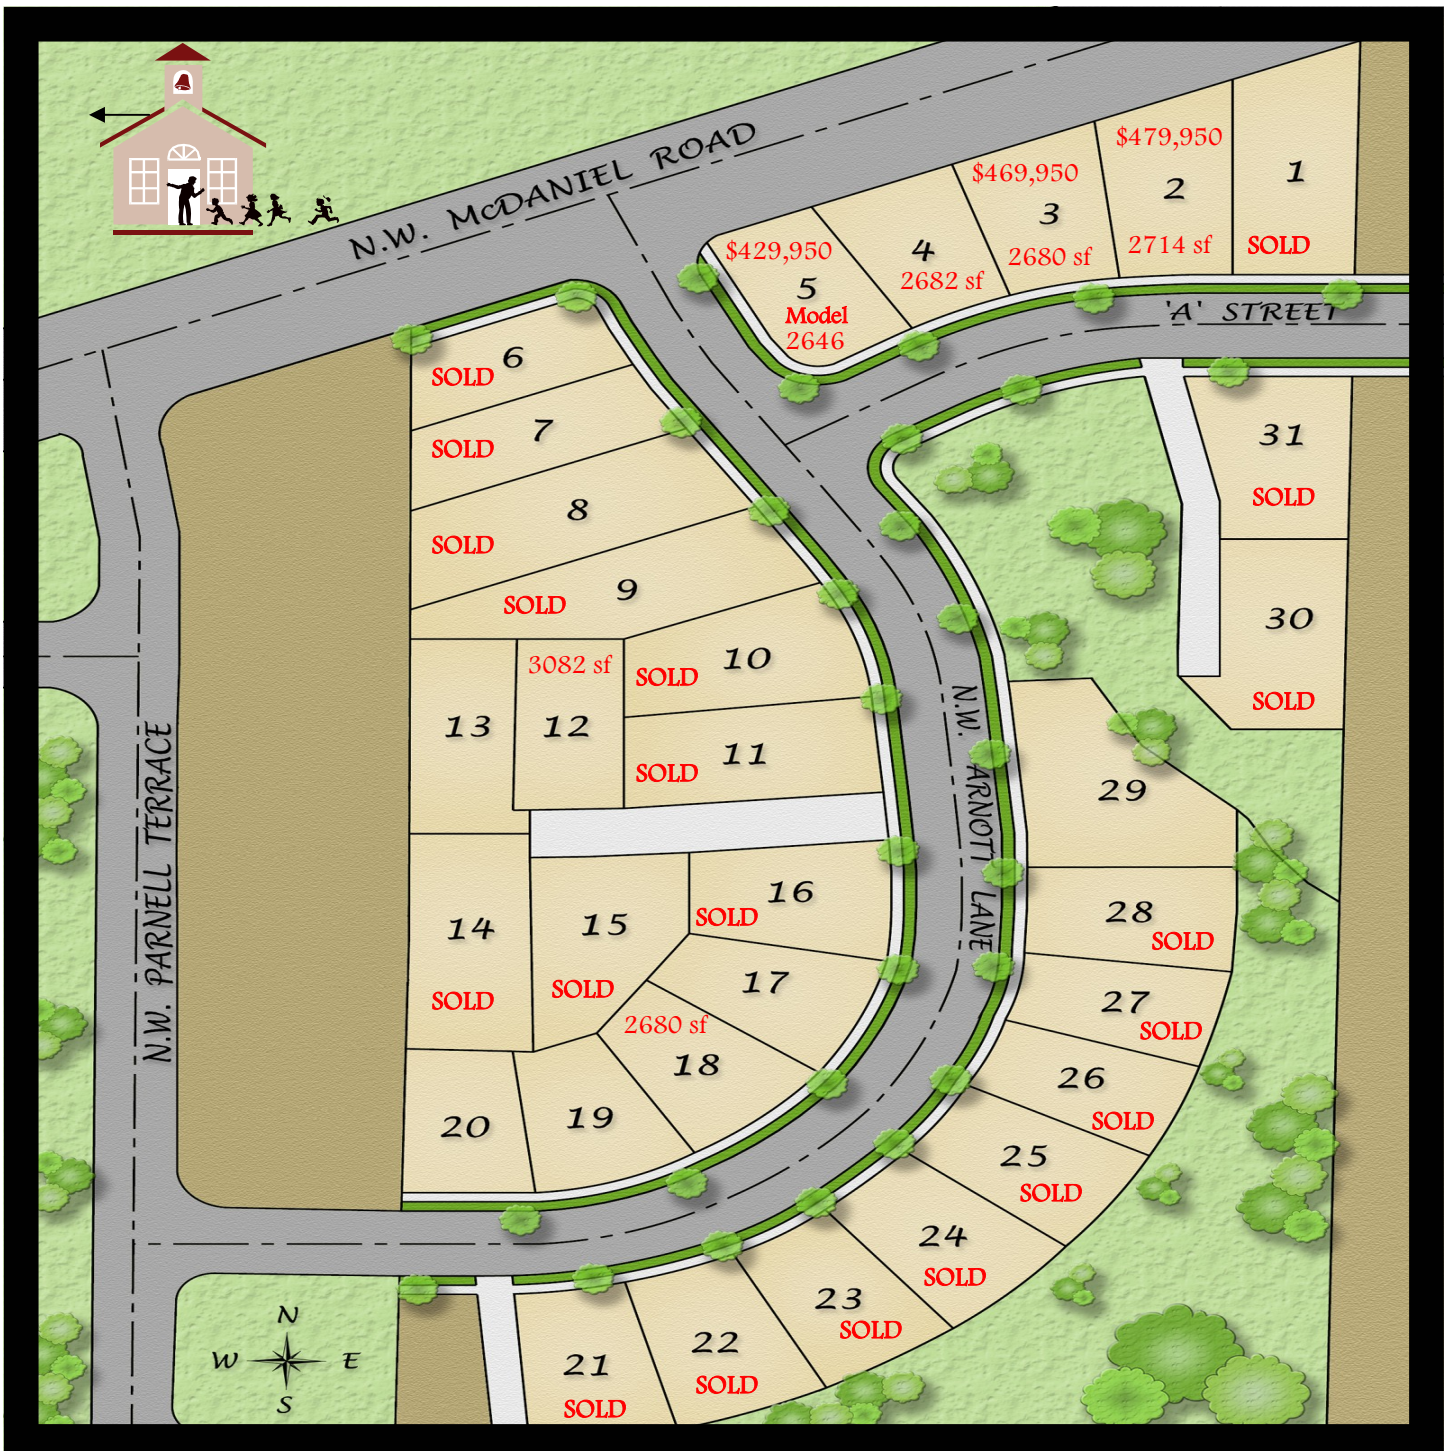 N.W. McDANIEL ROAD
$479,950
2
2714 sf
1
SOLD
$469,950
3
2680 sf
4
2682 sf
$429,950
5
Model
2646
'A' STREET
6
SOLD
7
SOLD
8
SOLD
9
SOLD
31
SOLD
30
SOLD
10
SOLD
11
SOLD
3082 sf
12
13
N.W. ARNOTT LANE
29
N.W. PARNELL TERRACE
14
SOLD
15
SOLD
16
SOLD
17
2680 sf
18
19
20
28
SOLD
27
SOLD
26
SOLD
25
SOLD
24
SOLD
23
SOLD
22
SOLD
21
SOLD
N
W E
S